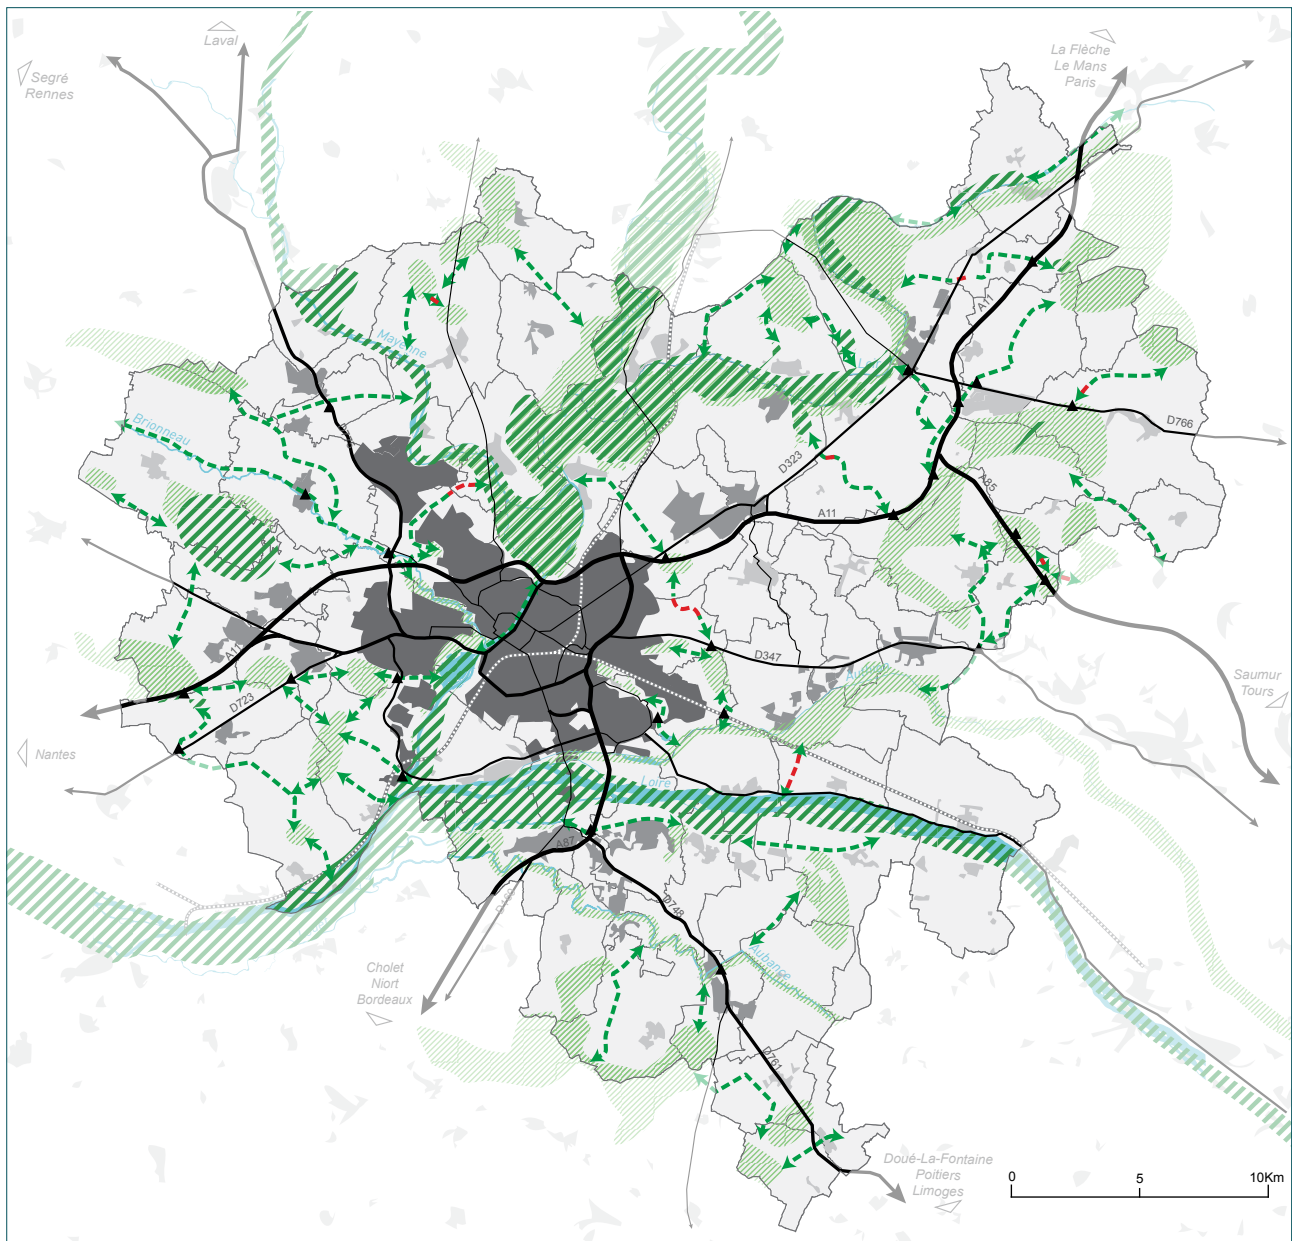 Laval
Segré
Rennes
La Flèche
Le Mans
Paris
Mayenne
A11
Brionneau
D766
D323
A85
A11
D347
A11
D723
Saumur
Tours
Nantes
Loire
A87
D748
Aubance
Cholet
Niort
Bordeaux
D761
Doué-La-Fontaine
Poitiers
Limoges
0
5
10Km